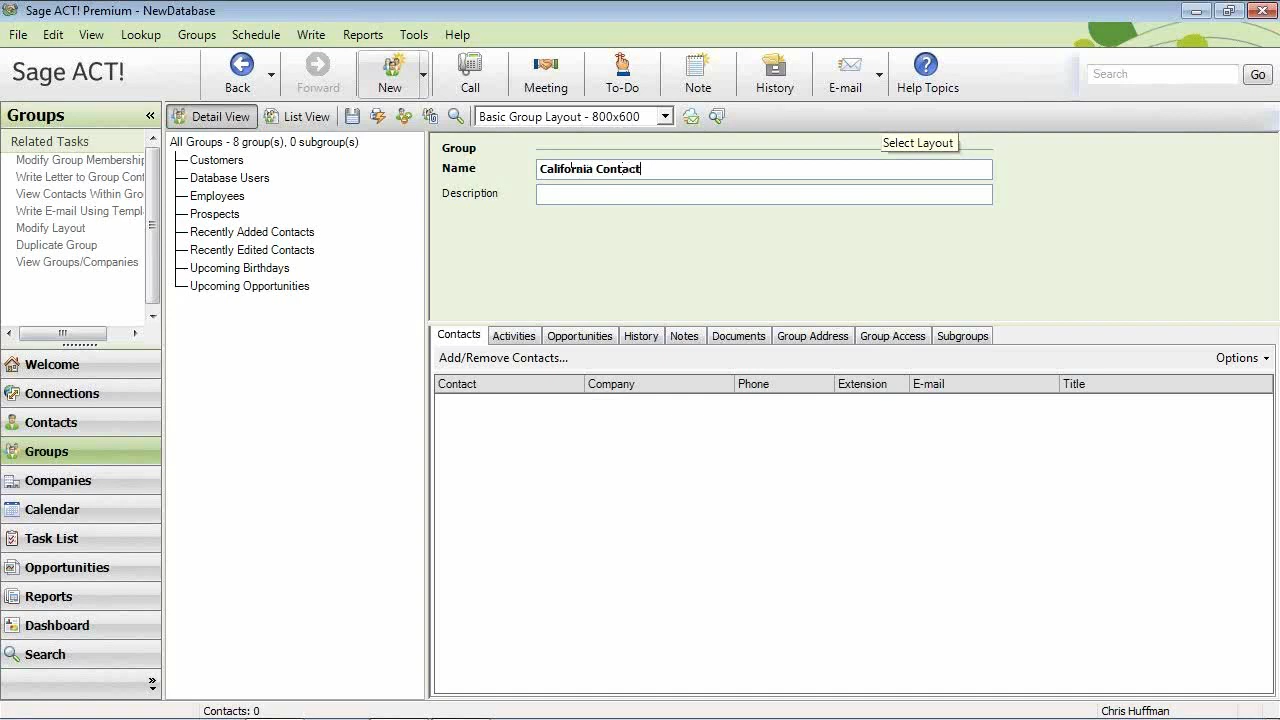 Sage ACT! Premium - NewDatabase
File Edit View Lookup Groups Schedule Write Reports Tools Help
Sage ACT!
Back Forward New Call Meeting To-Do Note History E-mail Help Topics
Search Go
Groups «
Related Tasks
Modify Group Membership
Write Letter to Group Cont
View Contacts Within Gro
Write E-mail Using Templ
Modify Layout
Duplicate Group
View Groups/Companies
Welcome
Connections
Contacts
Groups
Companies
Calendar
Task List
Opportunities
Reports
Dashboard
Search
Detail View List View Basic Group Layout - 800x600
Select Layout
All Groups - 8 group(s), 0 subgroup(s)
Customers
Database Users
Employees
Prospects
Recently Added Contacts
Recently Edited Contacts
Upcoming Birthdays
Upcoming Opportunities
Group
Name California Contact
Description
Contacts Activities Opportunities History Notes Documents Group Address Group Access Subgroups
Add/Remove Contacts... Options
Contact Company Phone Extension E-mail Title
Contacts: 0 Chris Huffman